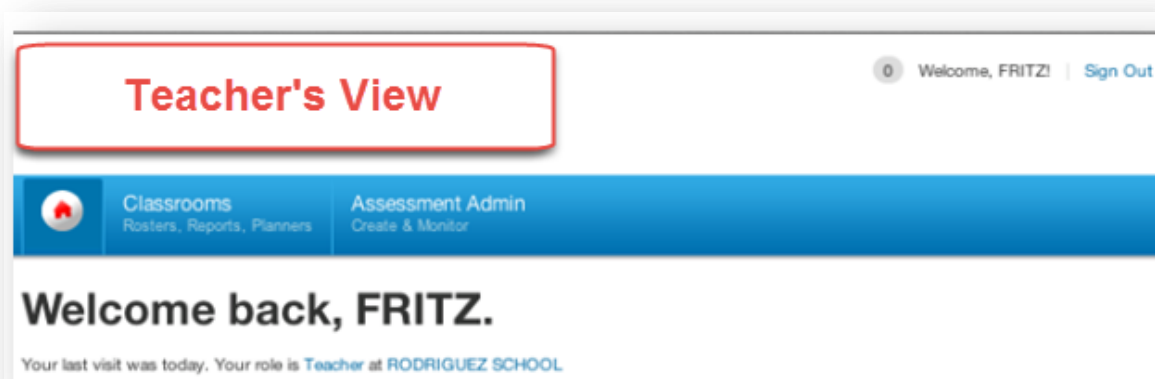 Teacher's View
0 Welcome, FRITZ! Sign Out
Classrooms
Rosters, Reports, Planners
Assessment Admin
Create & Monitor
Welcome back, FRITZ.
Your last visit was today. Your role is Teacher at RODRIGUEZ SCHOOL